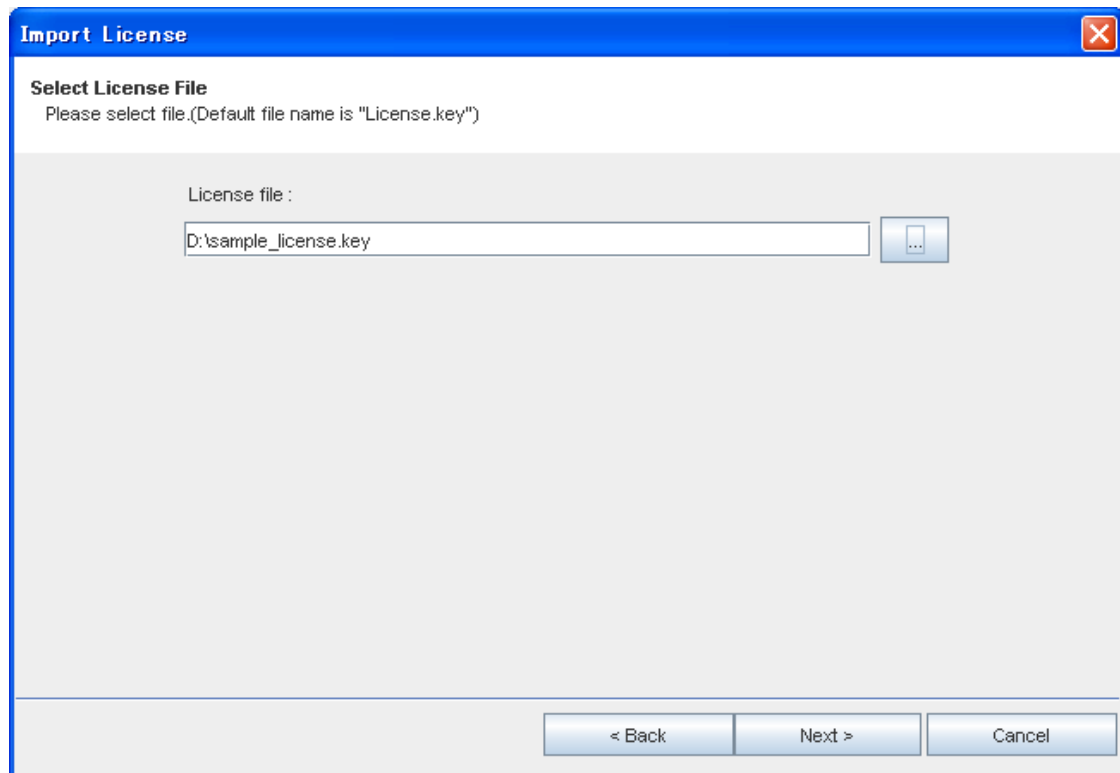 Import License
Select License File
Please select file.(Default file name is "License.key")
License file :
D:\sample_license.key
...
< Back
Next >
Cancel